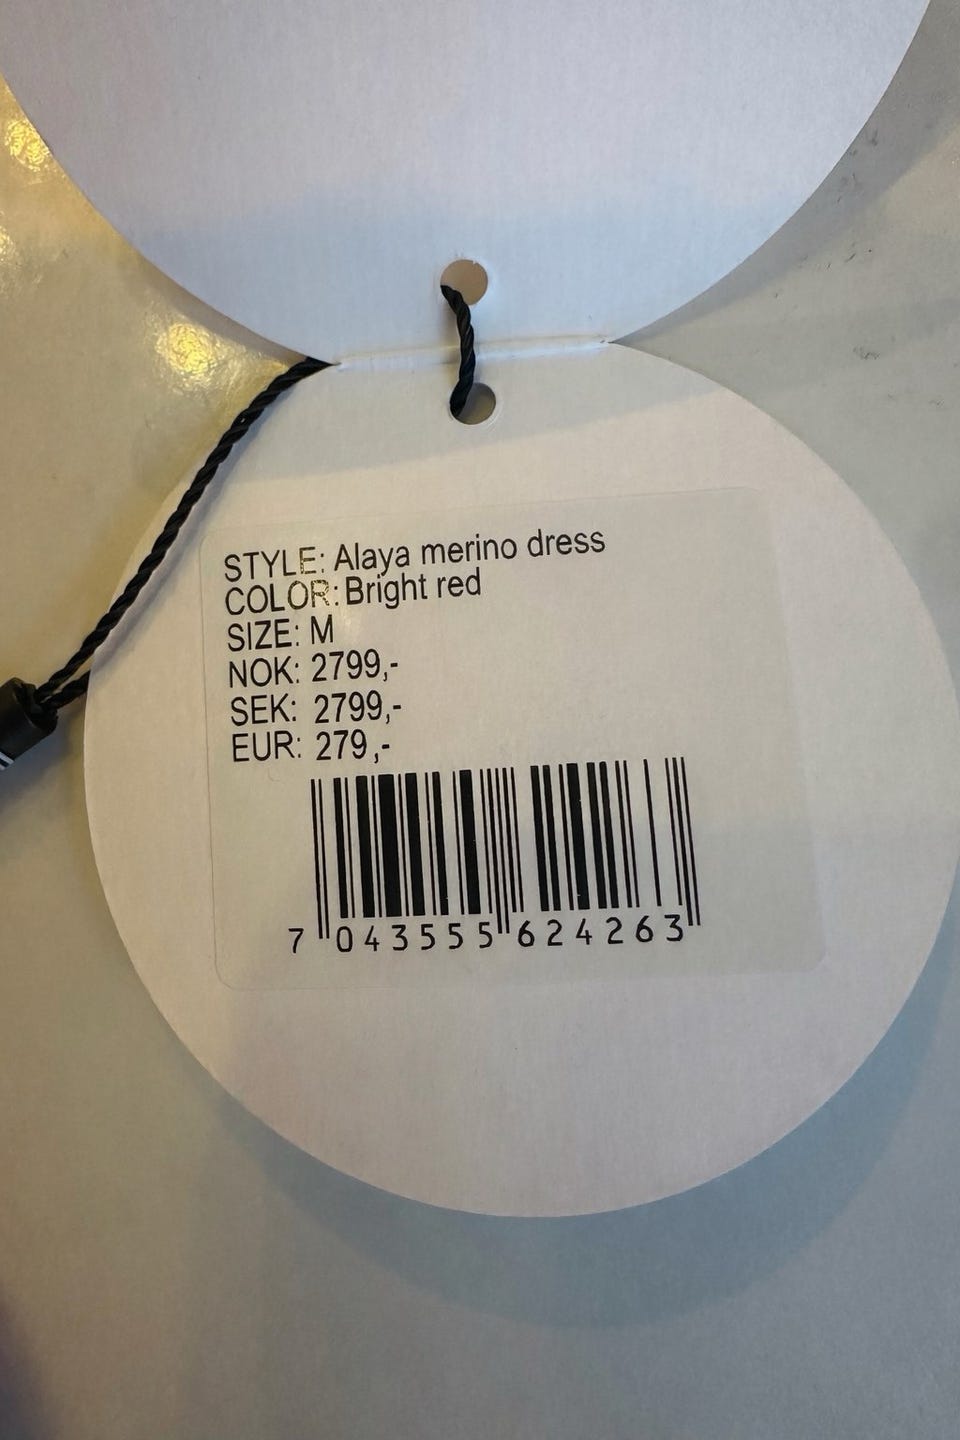 STYLE: Alaya merino dress
COLOR: Bright red
SIZE: M
NOK: 2799,-
SEK: 2799,-
EUR: 279,-
7 043555 624263